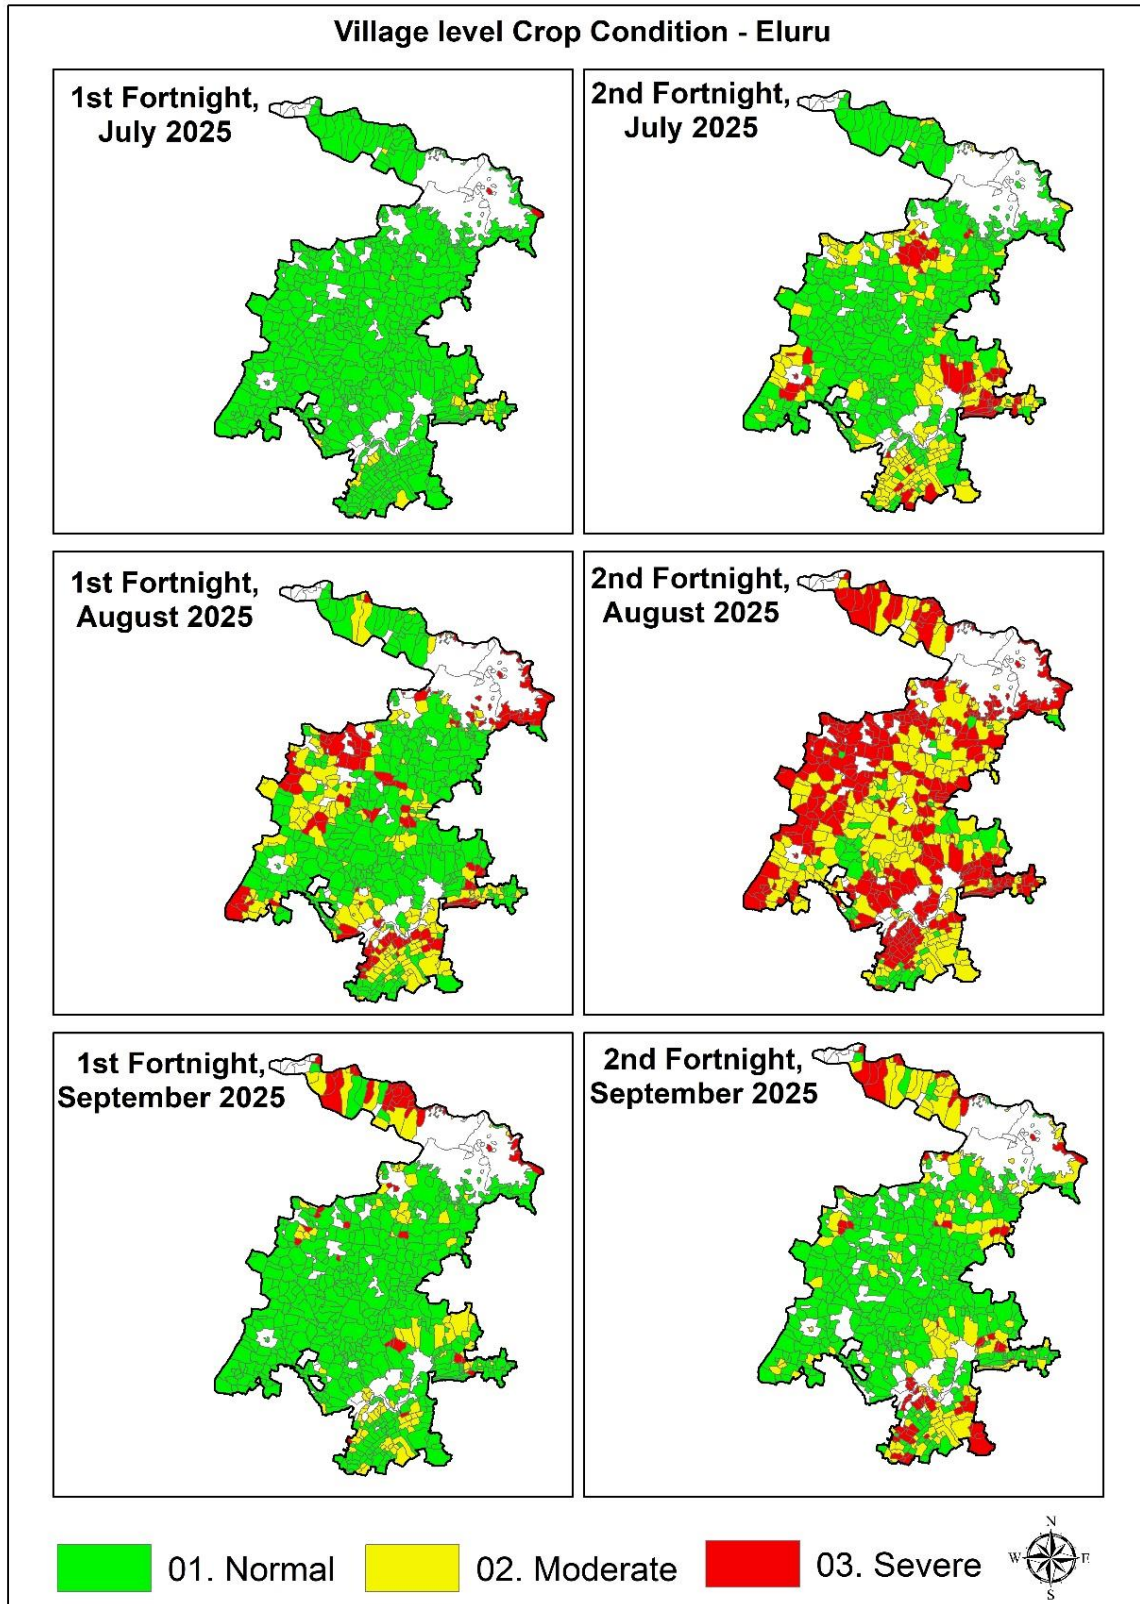 Village level Crop Condition - Eluru
1st Fortnight,
July 2025
2nd Fortnight,
July 2025
1st Fortnight,
August 2025
2nd Fortnight,
August 2025
1st Fortnight,
September 2025
2nd Fortnight,
September 2025
01. Normal
02. Moderate
03. Severe
N
W E
S